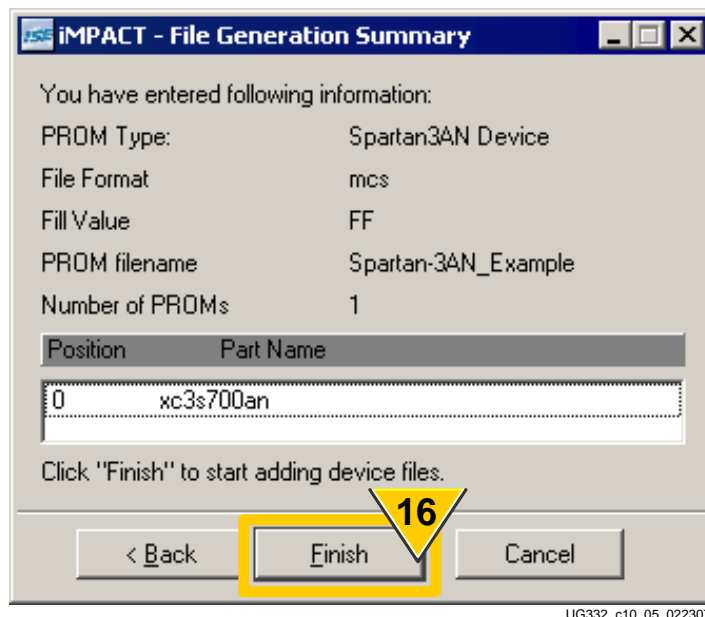 ISE iMPACT - File Generation Summary
You have entered following information:
PROM Type: Spartan3AN Device
File Format mcs
Fill Value FF
PROM filename Spartan-3AN_Example
Number of PROMs 1
Position Part Name
0 xc3s700an
Click "Finish" to start adding device files.
16
< Back Finish Cancel
UG332_c10_05_022307